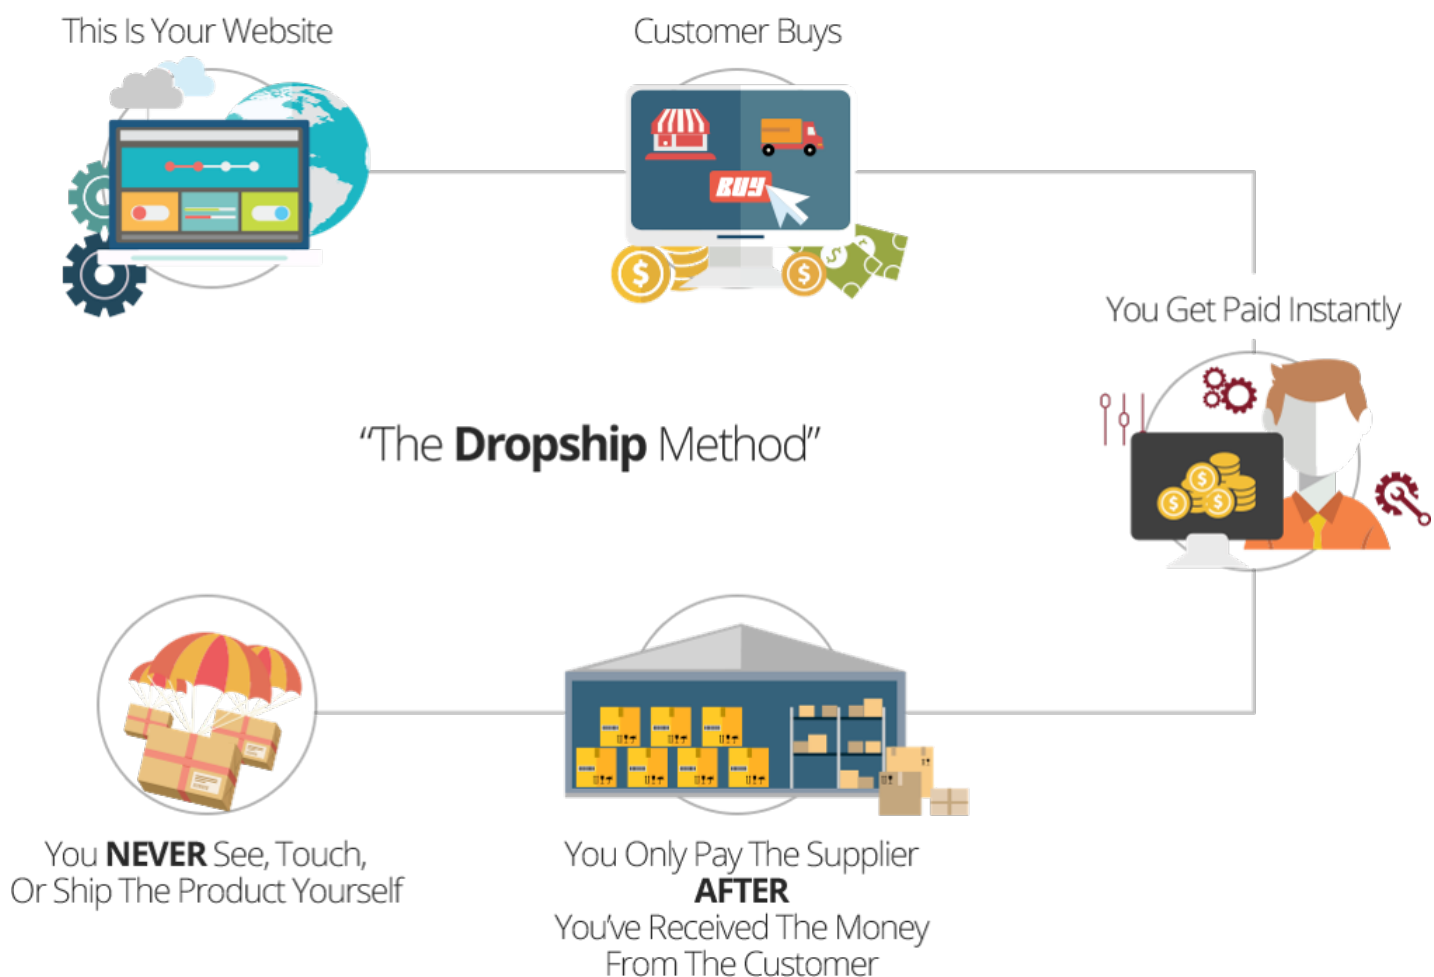 This Is Your Website
Customer Buys
BUY
You Get Paid Instantly
“The Dropship Method”
You NEVER See, Touch,
Or Ship The Product Yourself
You Only Pay The Supplier
AFTER
You’ve Received The Money
From The Customer